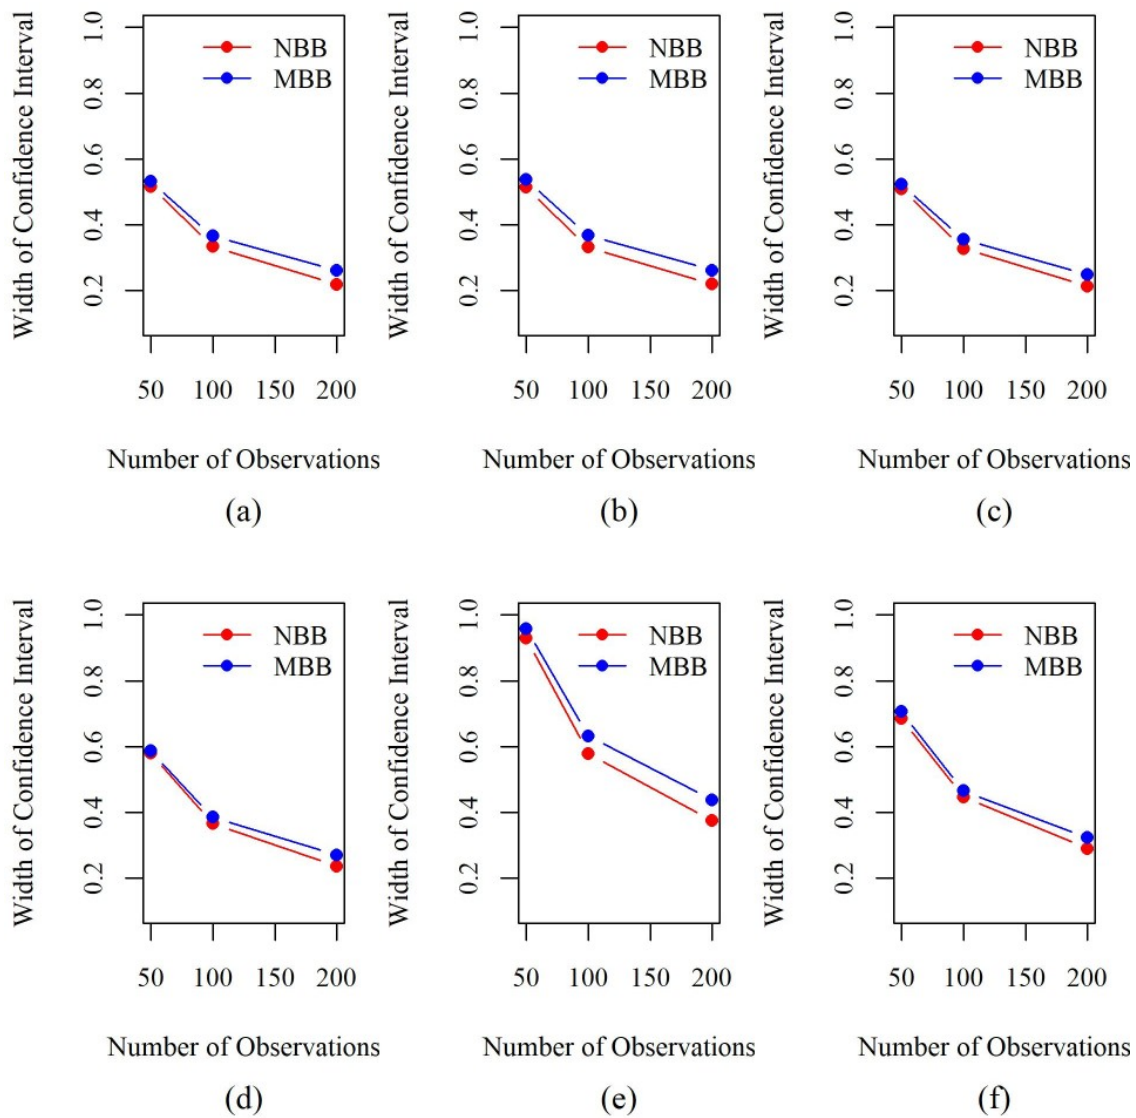 Width of Confidence Interval
1.0
0.8
0.6
0.4
0.2
NBB
MBB
50 100 150 200
Number of Observations
(a)
Width of Confidence Interval
1.0
0.8
0.6
0.4
0.2
NBB
MBB
50 100 150 200
Number of Observations
(b)
Width of Confidence Interval
1.0
0.8
0.6
0.4
0.2
NBB
MBB
50 100 150 200
Number of Observations
(c)
Width of Confidence Interval
1.0
0.8
0.6
0.4
0.2
NBB
MBB
50 100 150 200
Number of Observations
(d)
Width of Confidence Interval
1.0
0.8
0.6
0.4
0.2
NBB
MBB
50 100 150 200
Number of Observations
(e)
Width of Confidence Interval
1.0
0.8
0.6
0.4
0.2
NBB
MBB
50 100 150 200
Number of Observations
(f)